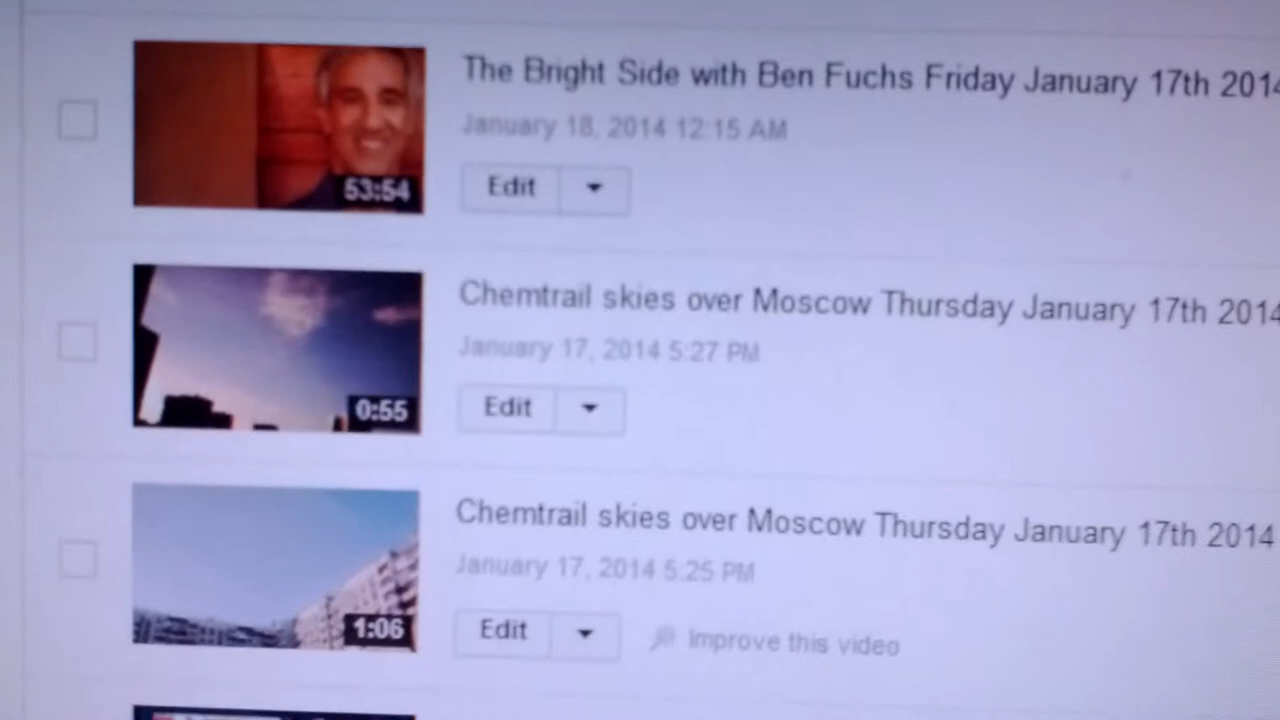 The Bright Side with Ben Fuchs Friday January 17th 2014
January 18, 2014 12:15 AM
53:54
Edit
Chemtrail skies over Moscow Thursday January 17th 2014
January 17, 2014 5:27 PM
0:55
Edit
Chemtrail skies over Moscow Thursday January 17th 2014
January 17, 2014 5:25 PM
1:06
Edit
Improve this video